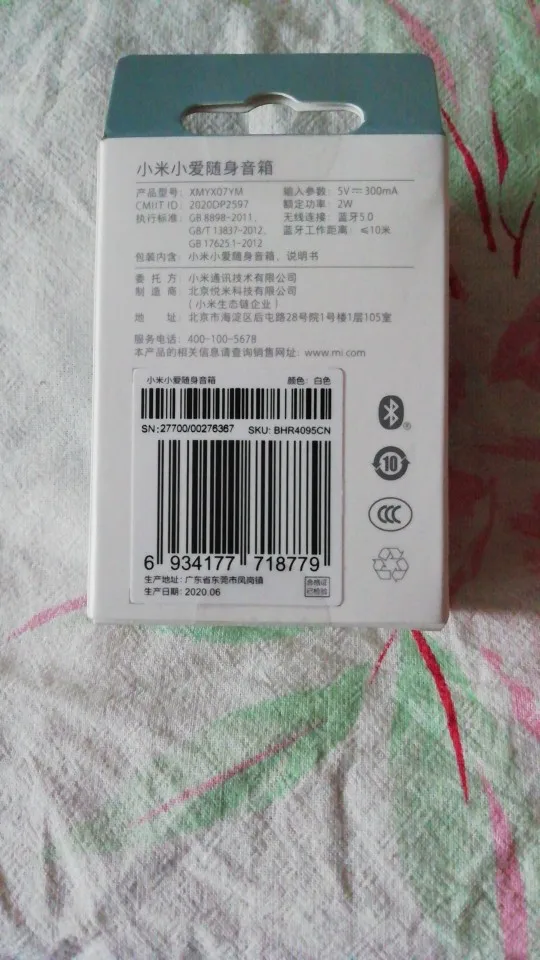 小米小爱随身音箱
产品型号：XMYX07YM 输入参数：5V⎓300mA
CMIIT ID：2020DP2597 额定功率：2W
执行标准：GB 8898-2011、 无线连接：蓝牙5.0
GB/T 13837-2012、 蓝牙工作距离：≤10米
GB 17625.1-2012
包装内含：小米小爱随身音箱、说明书
委托方：小米通讯技术有限公司
制造商：北京悦米科技有限公司
（小米生态链企业）
地址：北京市海淀区后屯路28号院1号楼1层105室
服务电话：400-100-5678
本产品的相关信息请查询销售网址：www.mi.com
小米小爱随身音箱 颜色：白色
SN:27700/00276367 SKU: BHR4095CN
6 934177 718779
生产地址：广东省东莞市凤岗镇
生产日期：2020.06
合格证
已检验
®
10
CCC